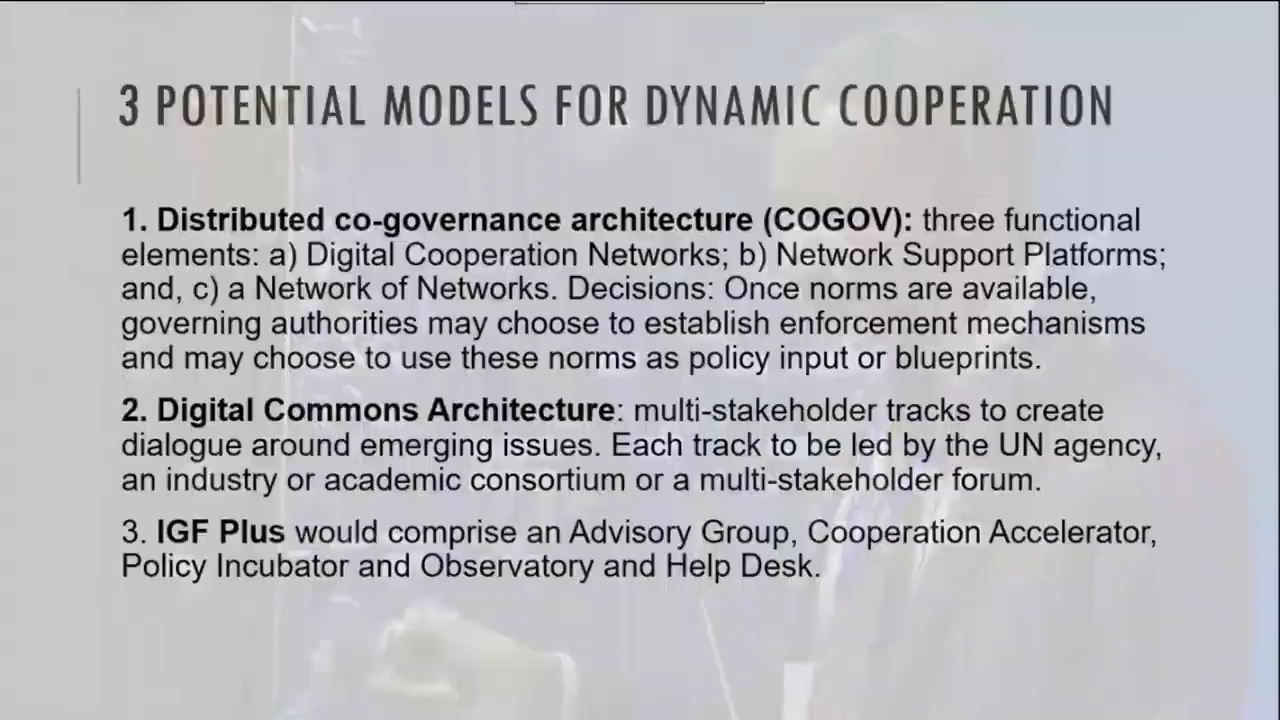 3 POTENTIAL MODELS FOR DYNAMIC COOPERATION
1. Distributed co-governance architecture (COGOV): three functional
elements: a) Digital Cooperation Networks; b) Network Support Platforms;
and, c) a Network of Networks. Decisions: Once norms are available,
governing authorities may choose to establish enforcement mechanisms
and may choose to use these norms as policy input or blueprints.
2. Digital Commons Architecture: multi-stakeholder tracks to create
dialogue around emerging issues. Each track to be led by the UN agency,
an industry or academic consortium or a multi-stakeholder forum.
3. IGF Plus would comprise an Advisory Group, Cooperation Accelerator,
Policy Incubator and Observatory and Help Desk.